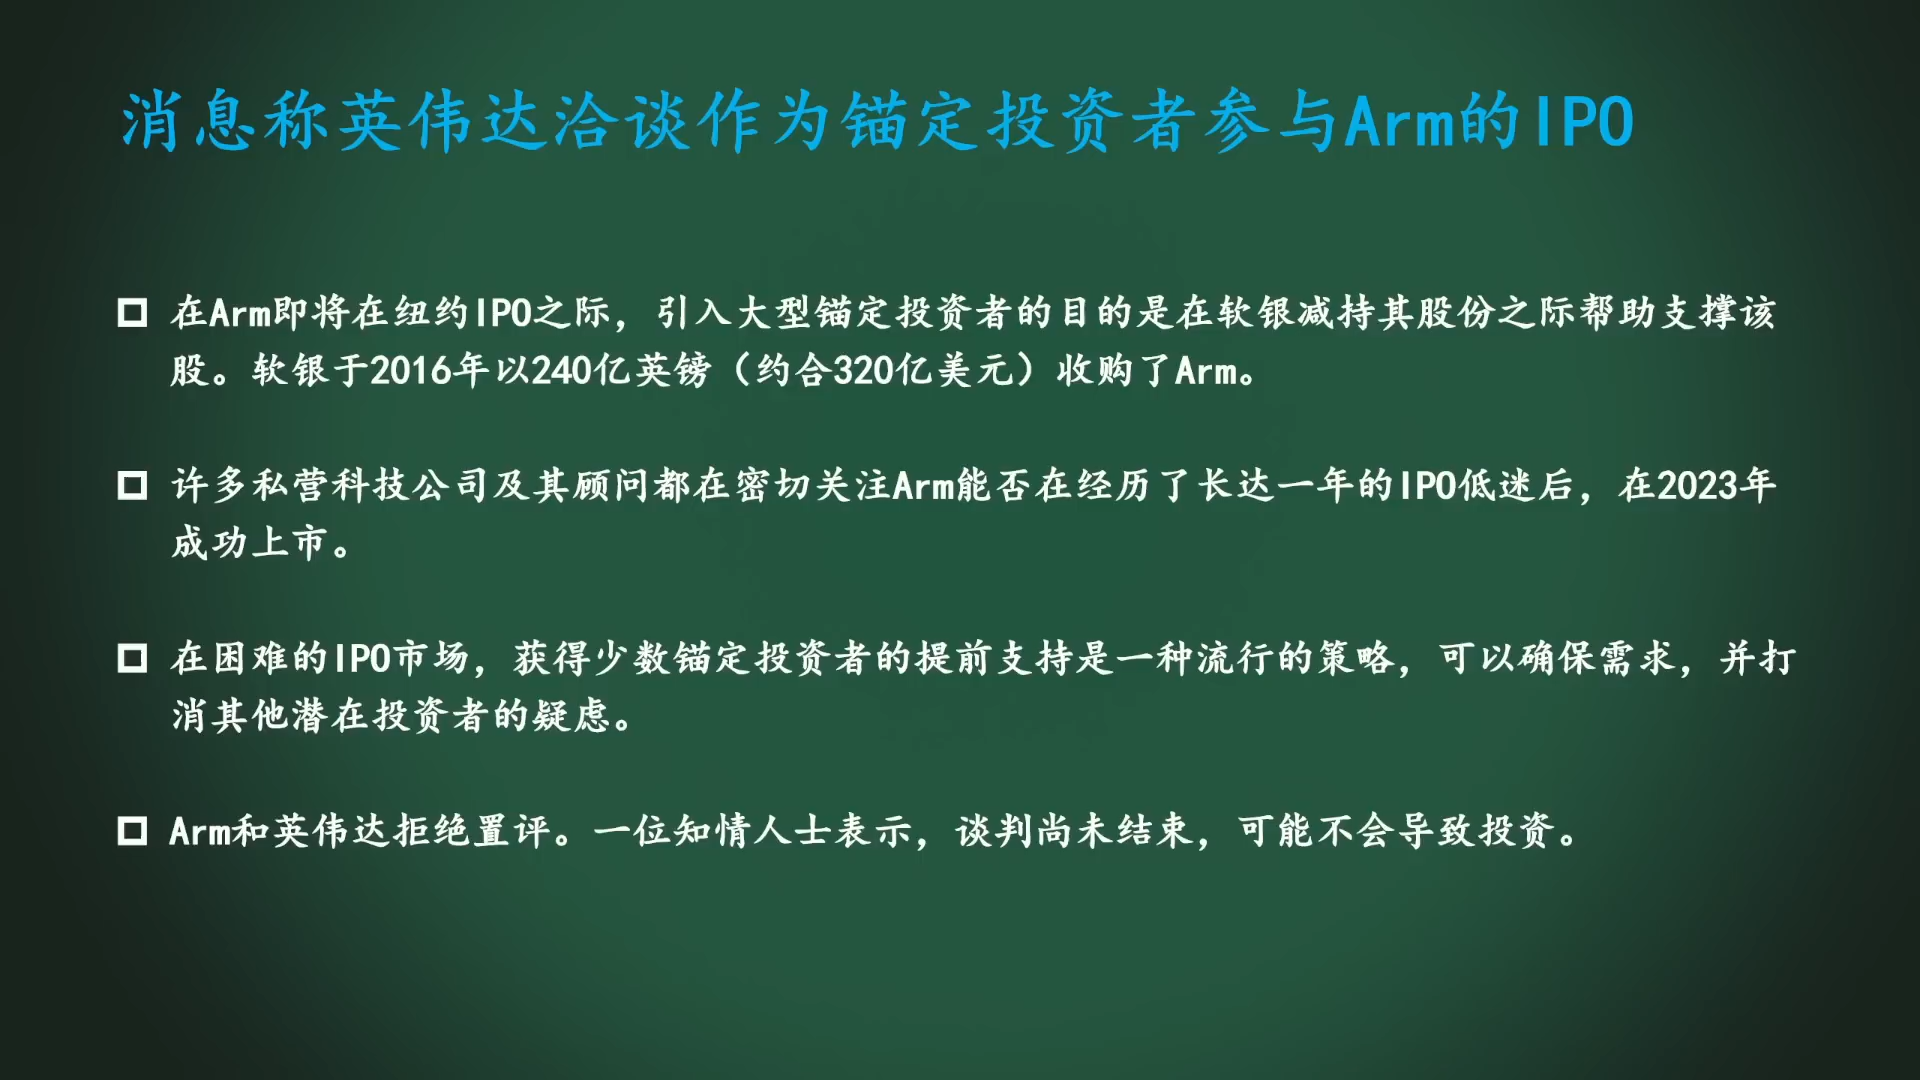 消息称英伟达洽谈作为锚定投资者参与Arm的IPO
在Arm即将在纽约IPO之际，引入大型锚定投资者的目的是在软银减持其股份之际帮助支撑该
股。软银于2016年以240亿英镑（约合320亿美元）收购了Arm。
许多私营科技公司及其顾问都在密切关注Arm能否在经历了长达一年的IPO低迷后，在2023年
成功上市。
在困难的IPO市场，获得少数锚定投资者的提前支持是一种流行的策略，可以确保需求，并打
消其他潜在投资者的疑虑。
Arm和英伟达拒绝置评。一位知情人士表示，谈判尚未结束，可能不会导致投资。